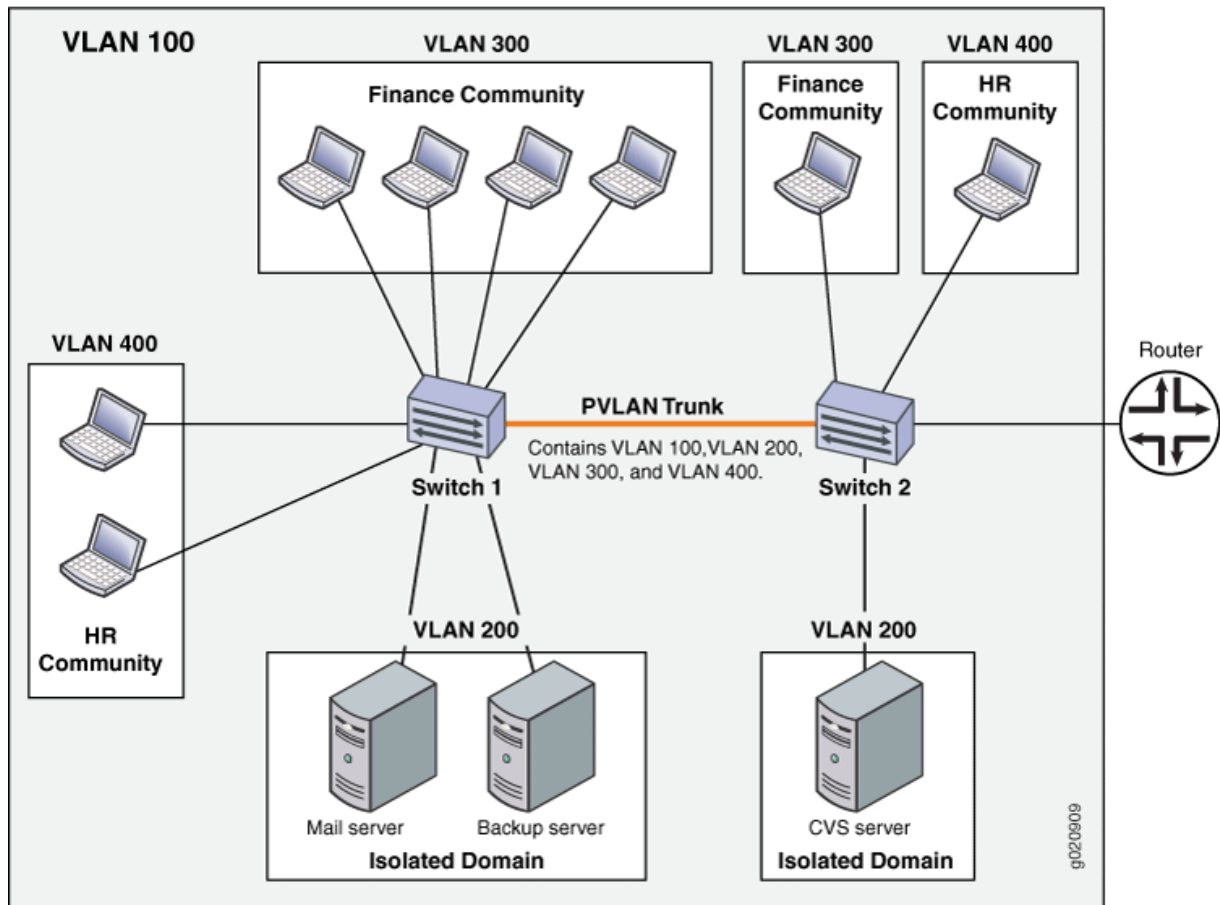 VLAN 100
VLAN 300
VLAN 300
VLAN 400
Finance Community
Finance
Community
HR
Community
VLAN 400
HR
Community
Router
PVLAN Trunk
Contains VLAN 100,VLAN 200,
VLAN 300, and VLAN 400.
Switch 1
Switch 2
VLAN 200
VLAN 200
Mail server
Backup server
Isolated Domain
CVS server
Isolated Domain
g020909